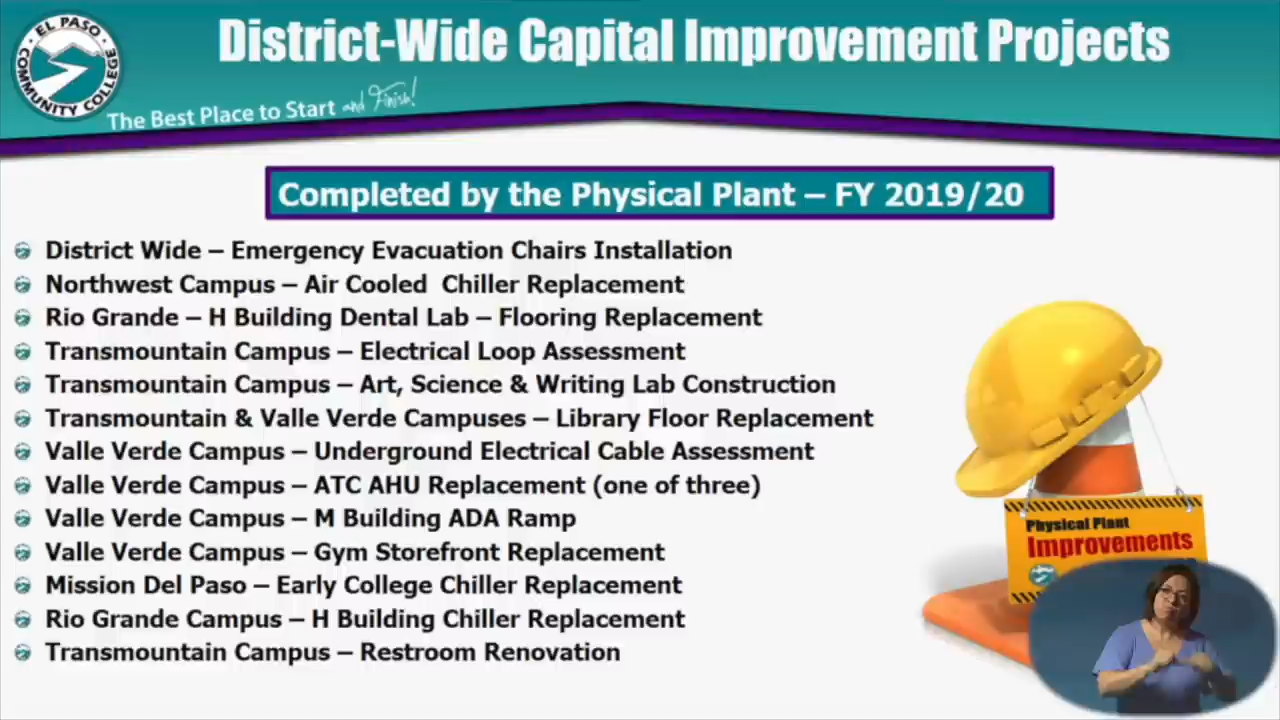 EL PASO COMMUNITY COLLEGE
District-Wide Capital Improvement Projects
The Best Place to Start and Finish!
Completed by the Physical Plant – FY 2019/20
District Wide – Emergency Evacuation Chairs Installation
Northwest Campus – Air Cooled Chiller Replacement
Rio Grande – H Building Dental Lab – Flooring Replacement
Transmountain Campus – Electrical Loop Assessment
Transmountain Campus – Art, Science & Writing Lab Construction
Transmountain & Valle Verde Campuses – Library Floor Replacement
Valle Verde Campus – Underground Electrical Cable Assessment
Valle Verde Campus – ATC AHU Replacement (one of three)
Valle Verde Campus – M Building ADA Ramp
Valle Verde Campus – Gym Storefront Replacement
Mission Del Paso – Early College Chiller Replacement
Rio Grande Campus – H Building Chiller Replacement
Transmountain Campus – Restroom Renovation
Physical Plant
Improvements